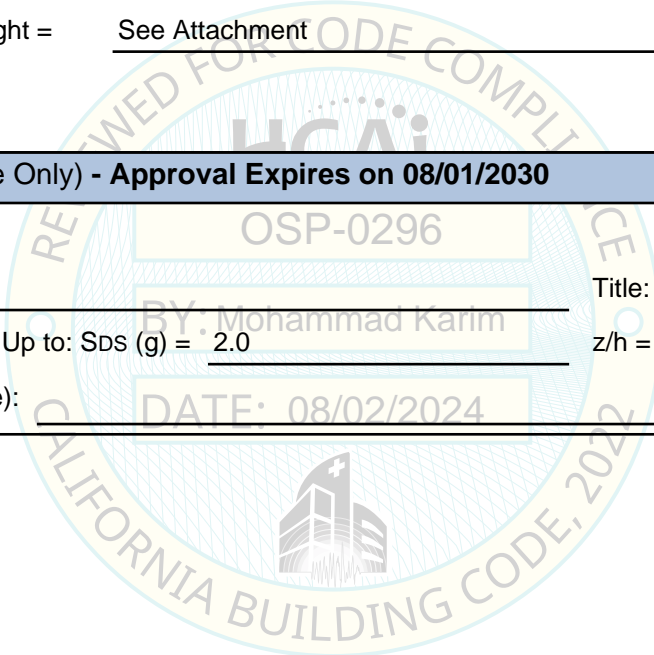 ght = See Attachment
REVIEWED FOR CODE COMPLIANCE
HCAi
e Only) - Approval Expires on 08/01/2030
OSP-0296
Title:
BY: Mohammad Karim
Up to: SDS (g) = 2.0 z/h =
e):
DATE: 08/02/2024
CALIFORNIA BUILDING CODE, 2022